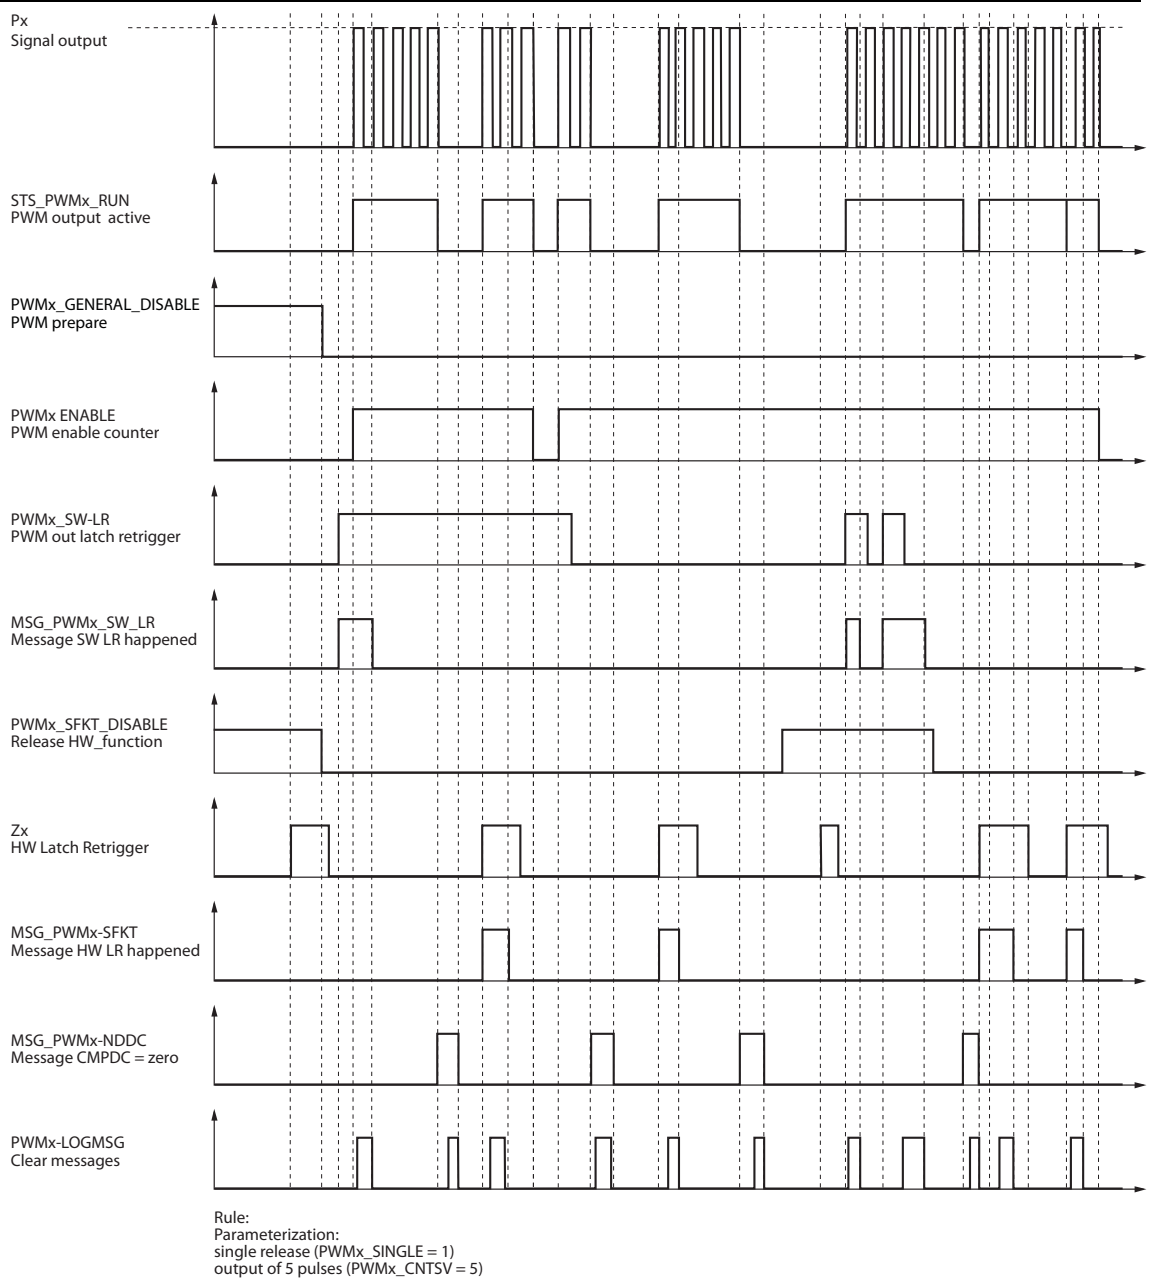 Px
Signal output
STS_PWMx_RUN
PWM output active
PWMx_GENERAL_DISABLE
PWM prepare
PWMx ENABLE
PWM enable counter
PWMx_SW-LR
PWM out latch retrigger
MSG_PWMx_SW_LR
Message SW LR happened
PWMx_SFKT_DISABLE
Release HW_function
Zx
HW Latch Retrigger
MSG_PWMx-SFKT
Message HW LR happened
MSG_PWMx-NDDC
Message CMPDC = zero
PWMx-LOGMSG
Clear messages
Rule:
Parameterization:
single release (PWMx_SINGLE = 1)
output of 5 pulses (PWMx_CNTSV = 5)